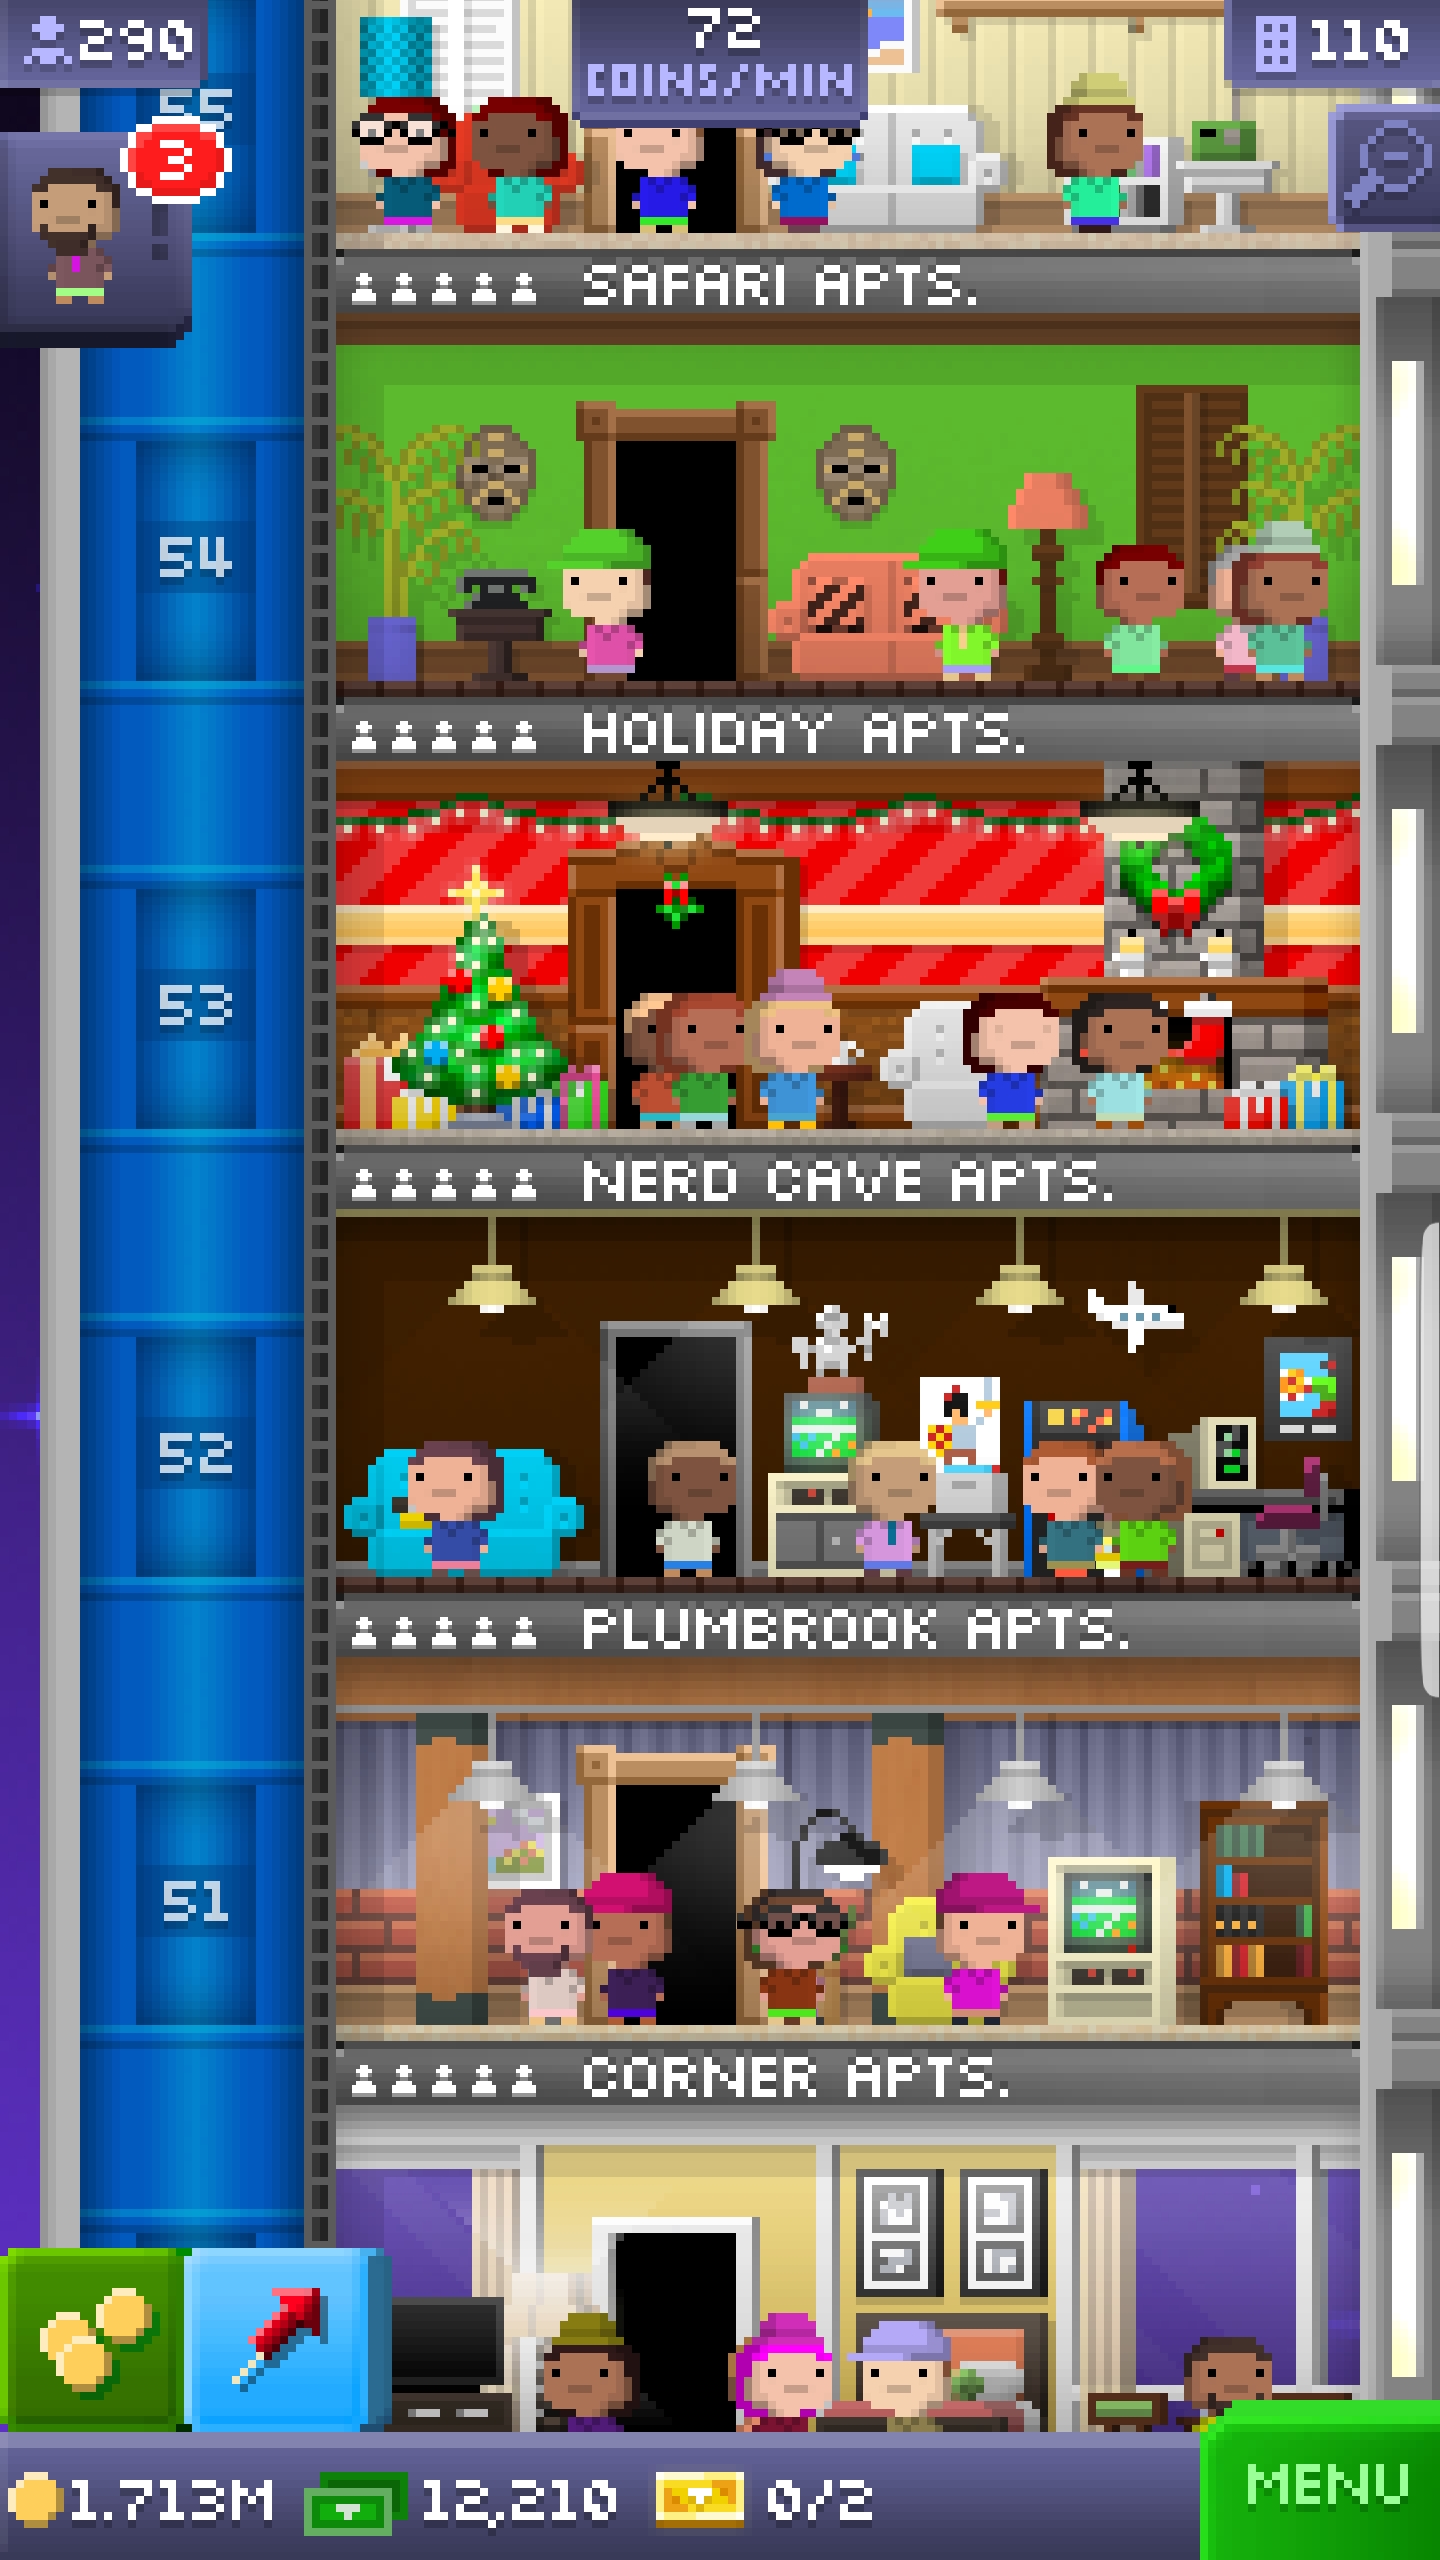 290
72
COINS/MIN
110
55
3
SAFARI APTS.
54
HOLIDAY APTS.
53
NERD CAVE APTS.
52
PLUMBROOK APTS.
51
CORNER APTS.
1.713M 12,210 0/2
MENU